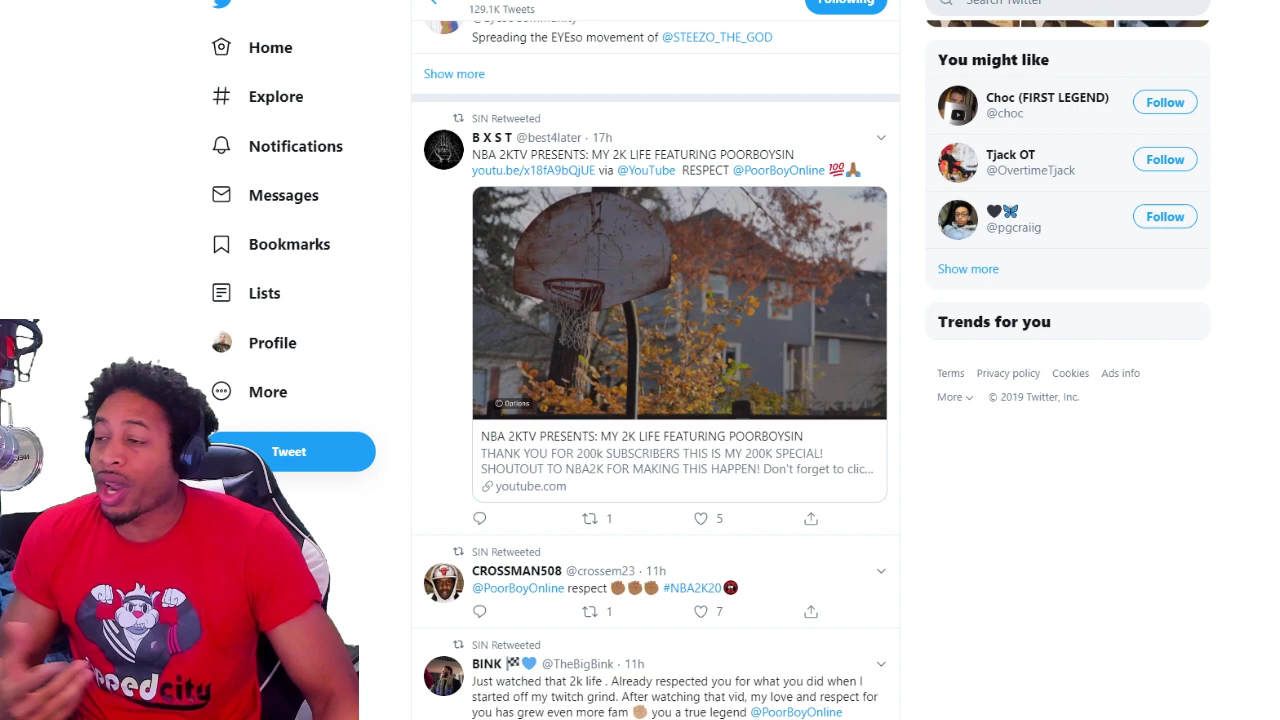 129.1K Tweets
Following
Search Twitter
Home
Explore
Notifications
Messages
Bookmarks
Lists
Profile
More
Tweet
Spreading the EYEso movement of @STEEZO_THE_GOD
Show more
SIN Retweeted
B X S T @best4later · 17h
NBA 2KTV PRESENTS: MY 2K LIFE FEATURING POORBOYSIN
youtu.be/x18fA9bQjUE via @YouTube RESPECT @PoorBoyOnline 💯🙏🏽
Options
NBA 2KTV PRESENTS: MY 2K LIFE FEATURING POORBOYSIN
THANK YOU FOR 200k SUBSCRIBERS THIS IS MY 200K SPECIAL!
SHOUTOUT TO NBA2K FOR MAKING THIS HAPPEN! Don't forget to clic...
youtube.com
1
5
SIN Retweeted
CROSSMAN508 @crossem23 · 11h
@PoorBoyOnline respect ✊🏽✊🏽✊🏽 #NBA2K20
1
7
SIN Retweeted
BINK 🏁💙 @TheBigBink · 11h
Just watched that 2k life . Already respected you for what you did when I
started off my twitch grind. After watching that vid, my love and respect for
you has grew even more fam ✊🏼 you a true legend @PoorBoyOnline
You might like
Choc (FIRST LEGEND)
@choc
Follow
Tjack OT
@OvertimeTjack
Follow
🖤🦋
@pgcraiig
Follow
Show more
Trends for you
Terms Privacy policy Cookies Ads info
More © 2019 Twitter, Inc.
city